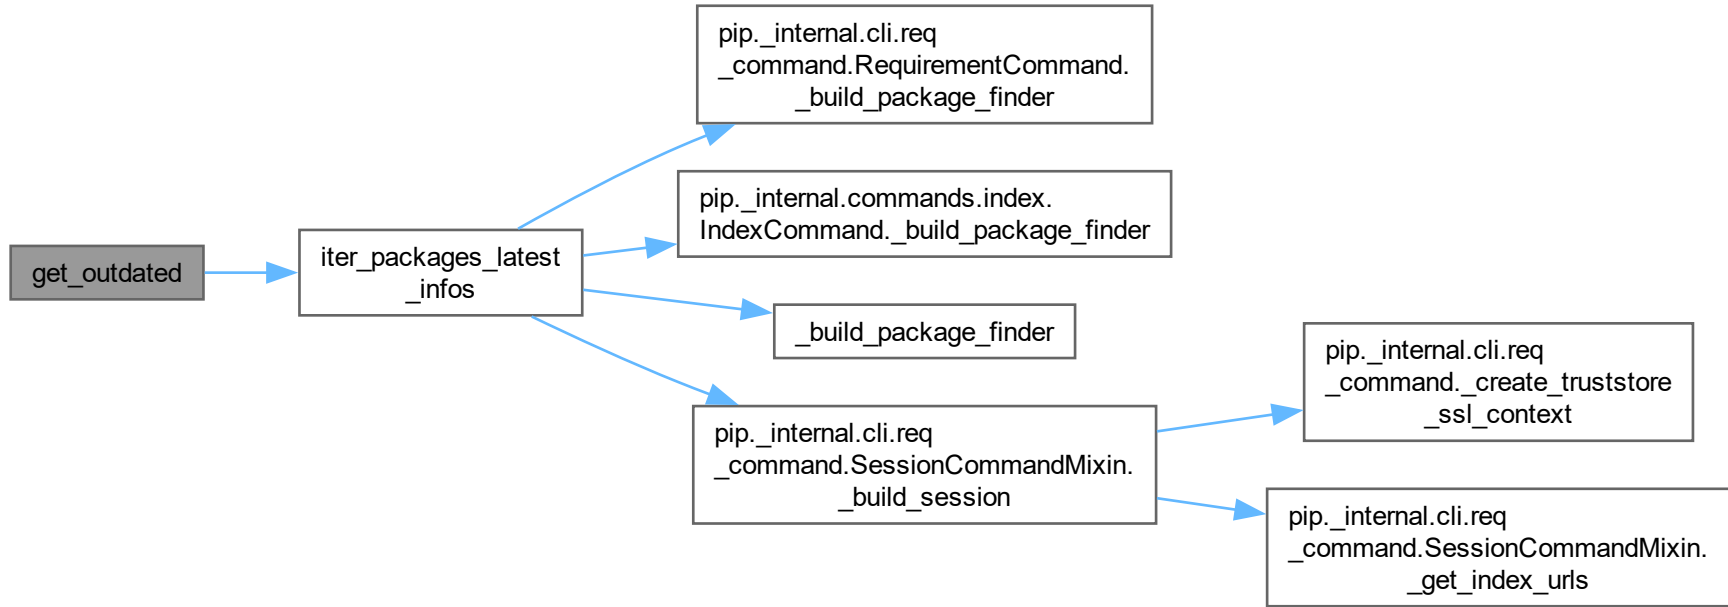 get_outdated
iter_packages_latest
_infos
pip._internal.cli.req
_command.RequirementCommand.
_build_package_finder
pip._internal.commands.index.
IndexCommand._build_package_finder
_build_package_finder
pip._internal.cli.req
_command.SessionCommandMixin.
_build_session
pip._internal.cli.req
_command._create_truststore
_ssl_context
pip._internal.cli.req
_command.SessionCommandMixin.
_get_index_urls